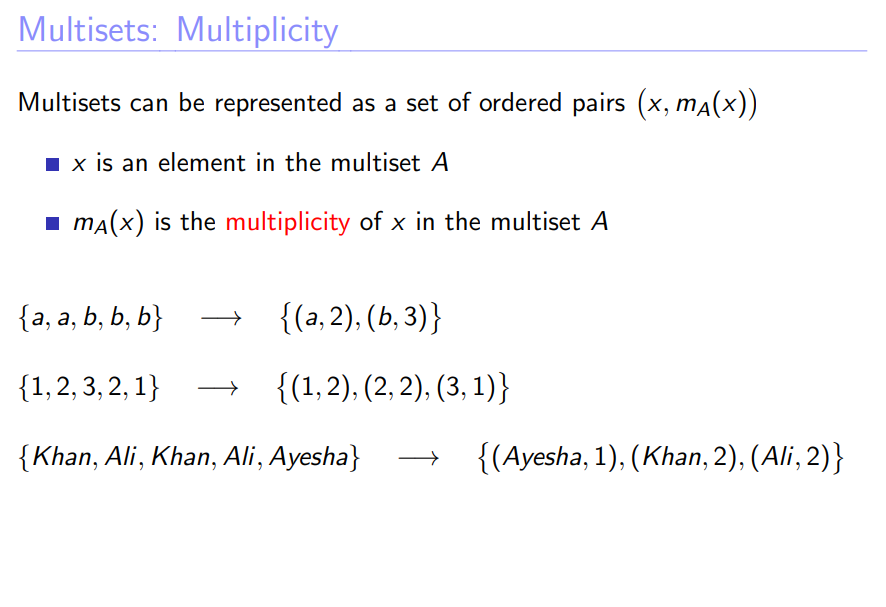 Multisets: Multiplicity
Multisets can be represented as a set of ordered pairs (x, m_A(x))
x is an element in the multiset A
m_A(x) is the multiplicity of x in the multiset A
{a, a, b, b, b} ⟶ {(a, 2), (b, 3)}
{1, 2, 3, 2, 1} ⟶ {(1, 2), (2, 2), (3, 1)}
{Khan, Ali, Khan, Ali, Ayesha} ⟶ {(Ayesha, 1), (Khan, 2), (Ali, 2)}